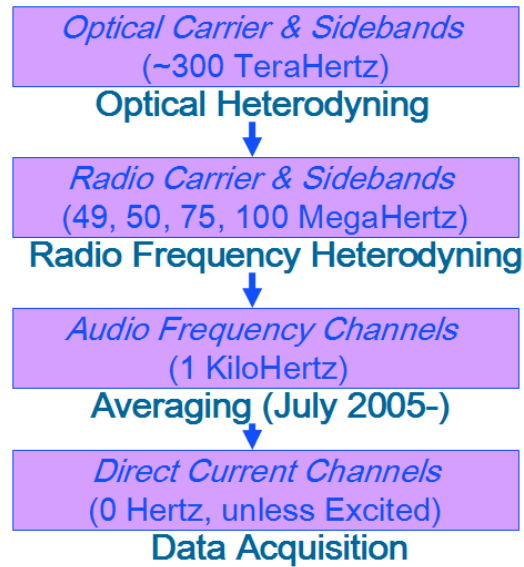 Optical Carrier & Sidebands
(~300 TeraHertz)
Optical Heterodyning
Radio Carrier & Sidebands
(49, 50, 75, 100 MegaHertz)
Radio Frequency Heterodyning
Audio Frequency Channels
(1 KiloHertz)
Averaging (July 2005-)
Direct Current Channels
(0 Hertz, unless Excited)
Data Acquisition